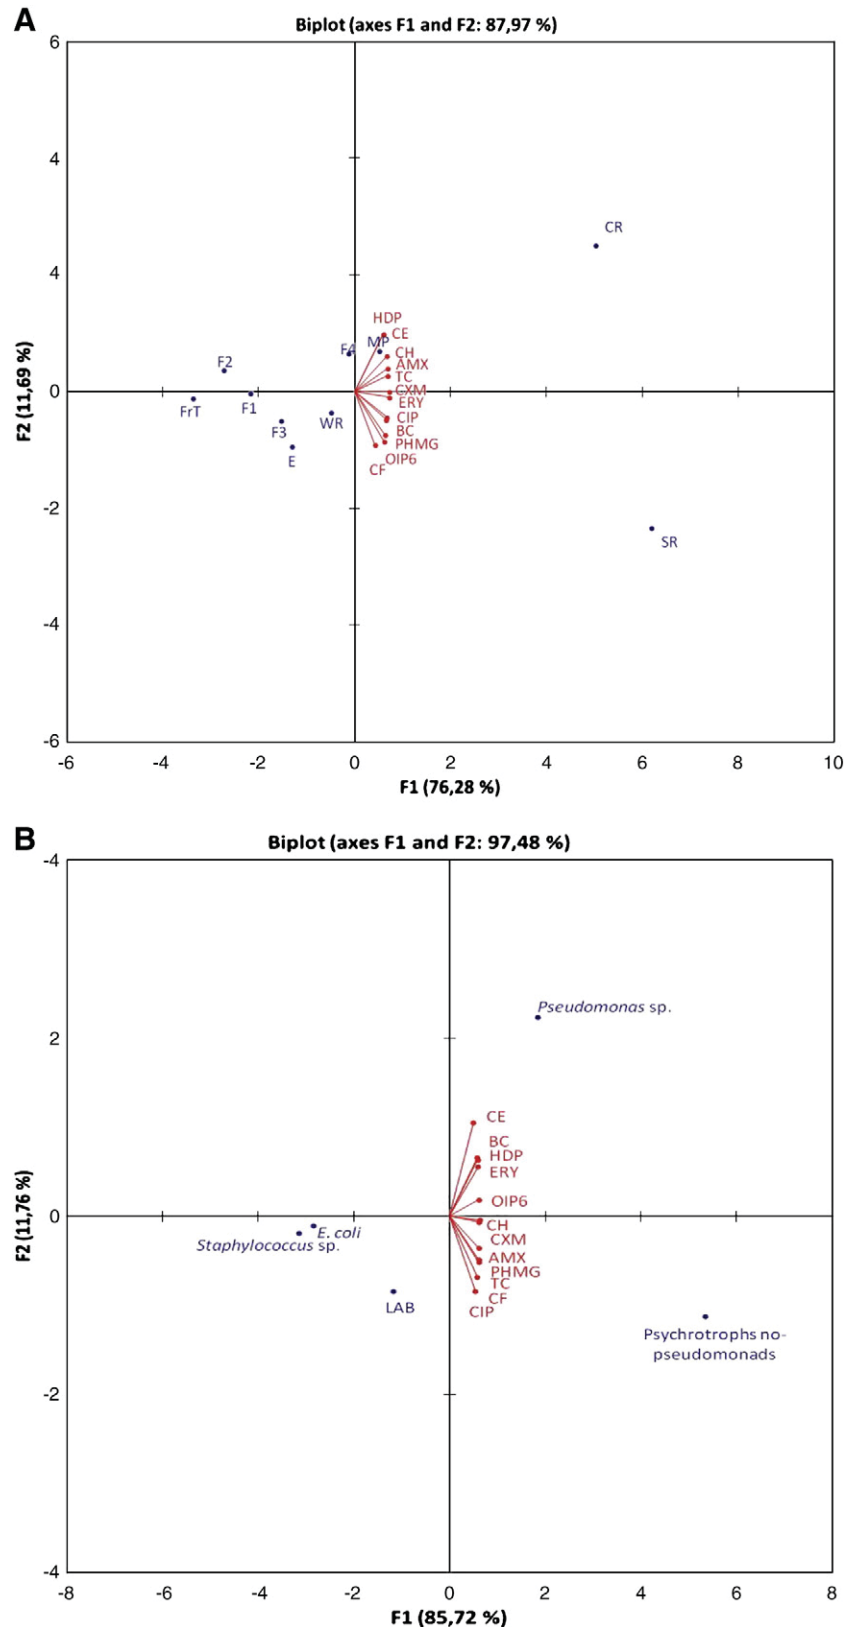 A
Biplot (axes F1 and F2: 87,97 %)
6
4
CR
4
HDP
CE
F4
MP
CH
F2
AMX
TC
0
CXM
FrT
F1
ERY
WR
CIP
F3
BC
PHMG
E
OIP6
CF
-2
SR
-4
-6
-6 -4 -2 0 2 4 6 8 10
F1 (76,28 %)
F2 (11,69 %)
B
Biplot (axes F1 and F2: 97,48 %)
-4
Pseudomonas sp.
2
CE
BC
HDP
ERY
OIP6
0
CH
E. coli
CXM
Staphylococcus sp.
AMX
PHMG
TC
CF
LAB
CIP
Psychrotrophs no-
pseudomonads
-2
-4
-8 -6 -4 -2 0 2 4 6 8
F1 (85,72 %)
F2 (11,76 %)